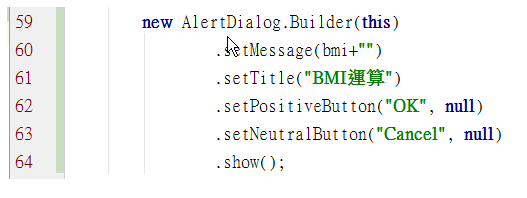 59 new AlertDialog.Builder(this)
60 .setMessage(bmi+"")
61 .setTitle("BMI運算")
62 .setPositiveButton("OK", null)
63 .setNeutralButton("Cancel", null)
64 .show();